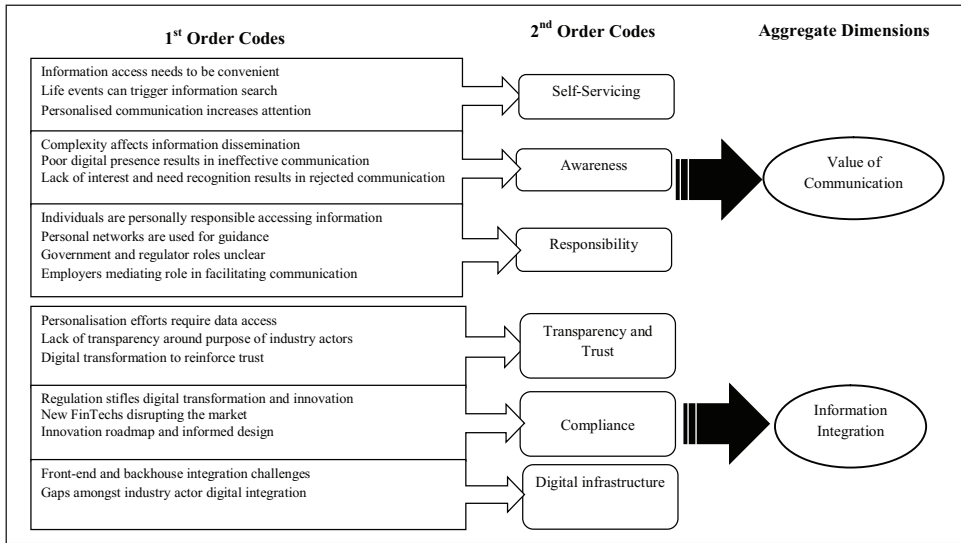 1st Order Codes
2nd Order Codes
Aggregate Dimensions
Information access needs to be convenient
Life events can trigger information search
Personalised communication increases attention
Self-Servicing
Complexity affects information dissemination
Poor digital presence results in ineffective communication
Lack of interest and need recognition results in rejected communication
Awareness
Individuals are personally responsible accessing information
Personal networks are used for guidance
Government and regulator roles unclear
Employers mediating role in facilitating communication
Responsibility
Value of
Communication
Personalisation efforts require data access
Lack of transparency around purpose of industry actors
Digital transformation to reinforce trust
Transparency and
Trust
Regulation stifles digital transformation and innovation
New FinTechs disrupting the market
Innovation roadmap and informed design
Compliance
Front-end and backhouse integration challenges
Gaps amongst industry actor digital integration
Digital infrastructure
Information
Integration